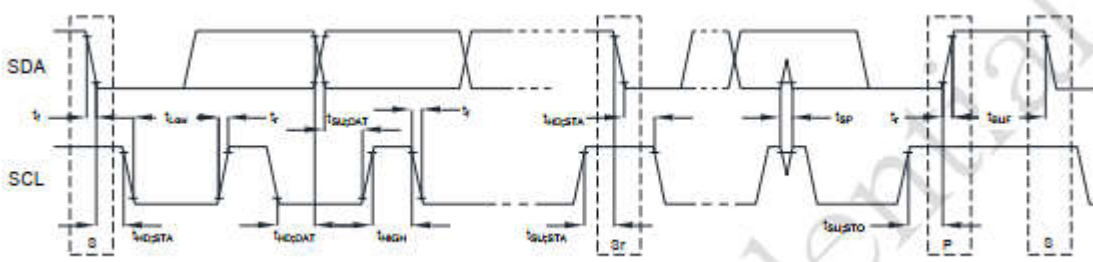 SDA
tf tLow tr tSU;DAT tf tHD;STA tSP tr tBUF
SCL
tHD;STA tHD;DAT tHIGH tSU;STA tSU;STO
S Sr P S